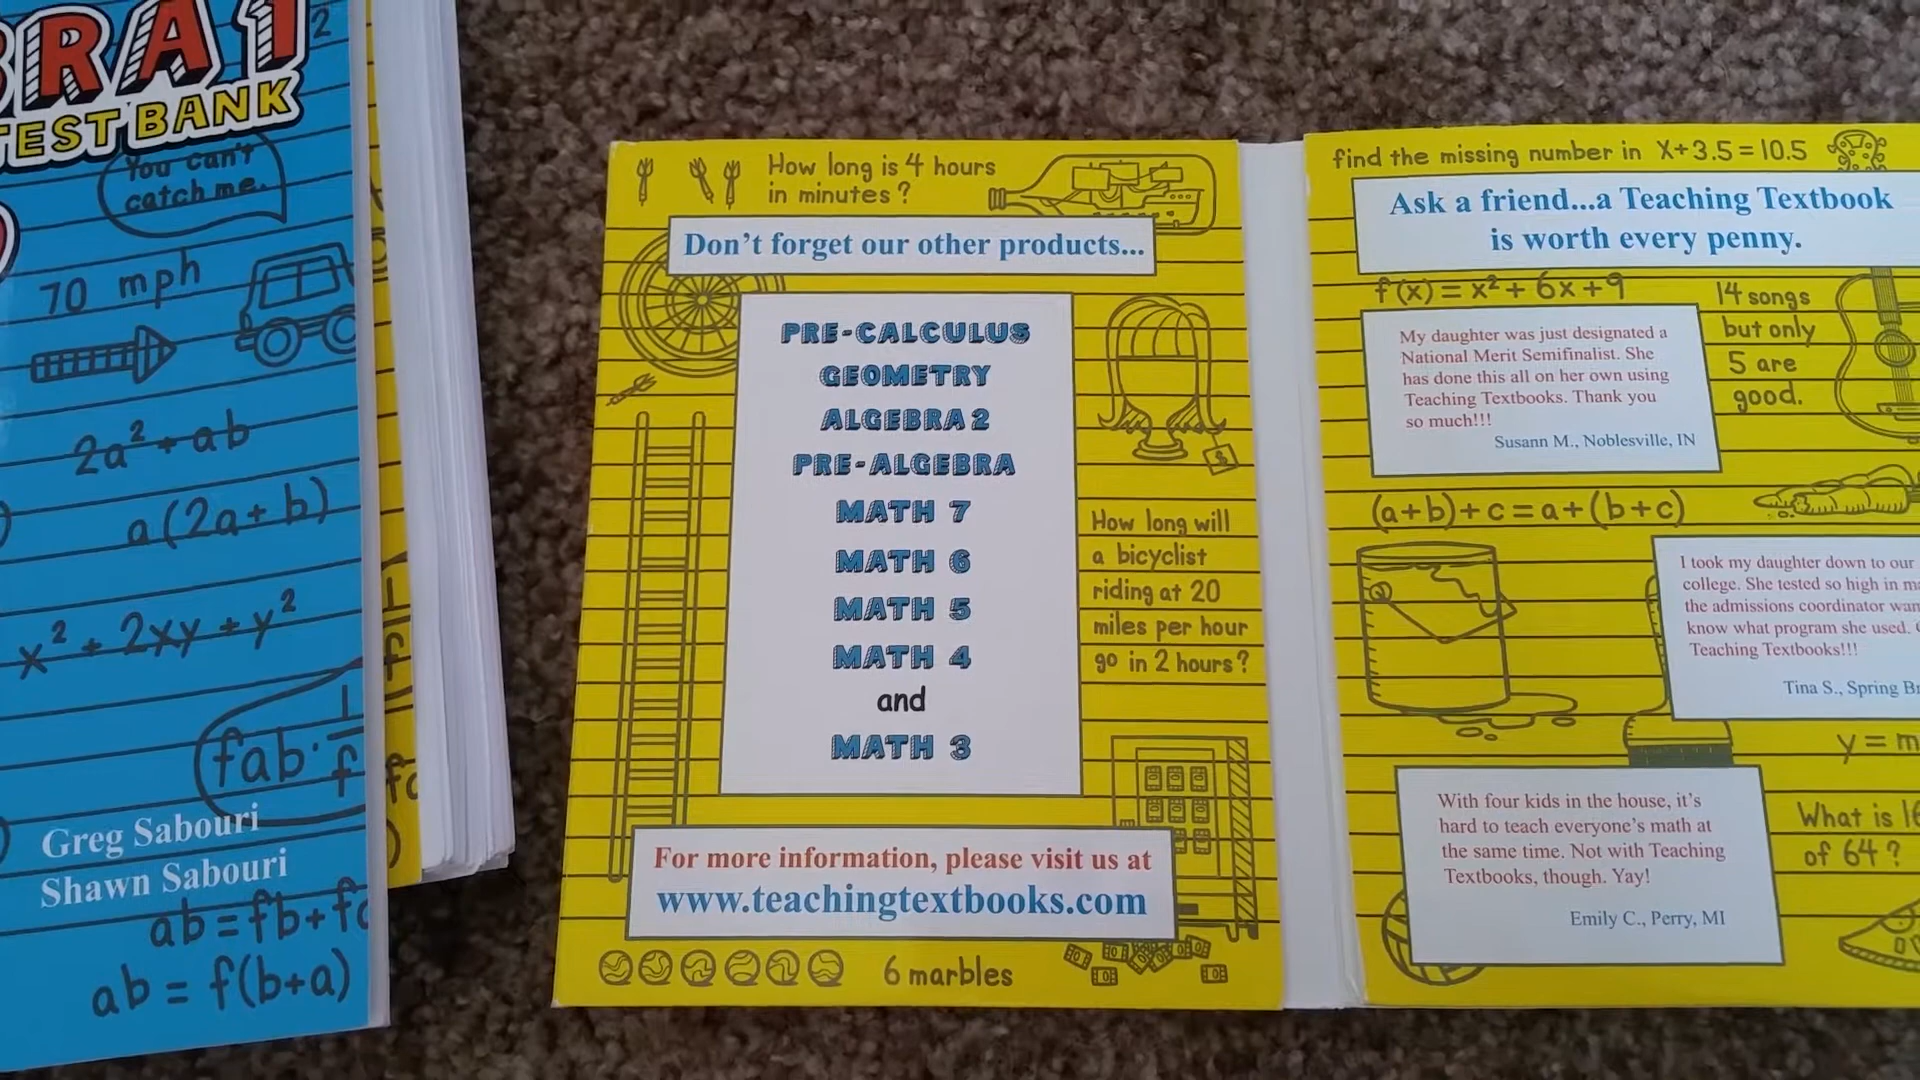 TEST BANK
You can't
catch me.
70 mph
2a² + ab
a(2a+b)
x² + 2xy + y²
fab · 1/f
Greg Sabouri
Shawn Sabouri
ab = f(b+a)
How long is 4 hours
in minutes?
Don't forget our other products...
PRE-CALCULUS
GEOMETRY
ALGEBRA 2
PRE-ALGEBRA
MATH 7
MATH 6
MATH 5
MATH 4
and
MATH 3
$
How long will
a bicyclist
riding at 20
miles per hour
go in 2 hours?
For more information, please visit us at
www.teachingtextbooks.com
6 marbles
find the missing number in x+3.5=10.5
Ask a friend...a Teaching Textbook
is worth every penny.
f(x) = x² + 6x + 9
14 songs
but only
5 are
good.
My daughter was just designated a
National Merit Semifinalist. She
has done this all on her own using
Teaching Textbooks. Thank you
so much!!!
Susann M., Noblesville, IN
(a+b)+c=a+(b+c)
I took my daughter down to our
college. She tested so high in
the admissions coordinator
know what program she used.
Teaching Textbooks!!!
Tina S., Spring
y =
With four kids in the house, it's
hard to teach everyone's math at
the same time. Not with Teaching
Textbooks, though. Yay!
Emily C., Perry, MI
What is
of 64?